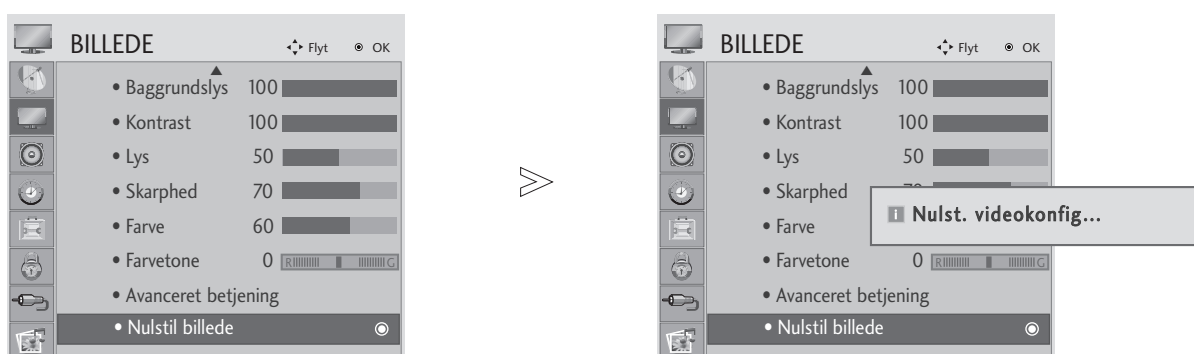 BILLEDE Flyt OK
• Baggrundslys 100
• Kontrast 100
• Lys 50
• Skarphed 70
• Farve 60
• Farvetone 0 R G
• Avanceret betjening
• Nulstil billede
BILLEDE Flyt OK
• Baggrundslys 100
• Kontrast 100
• Lys 50
• Skarphed
• Farve
• Farvetone 0 R G
• Avanceret betjening
• Nulstil billede
i Nulst. videokonfig...